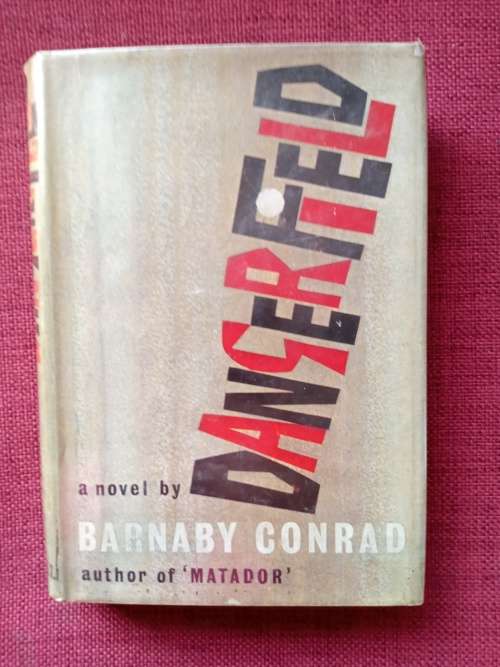 DANGERFIELD
a novel by
BARNABY CONRAD
author of 'MATADOR'